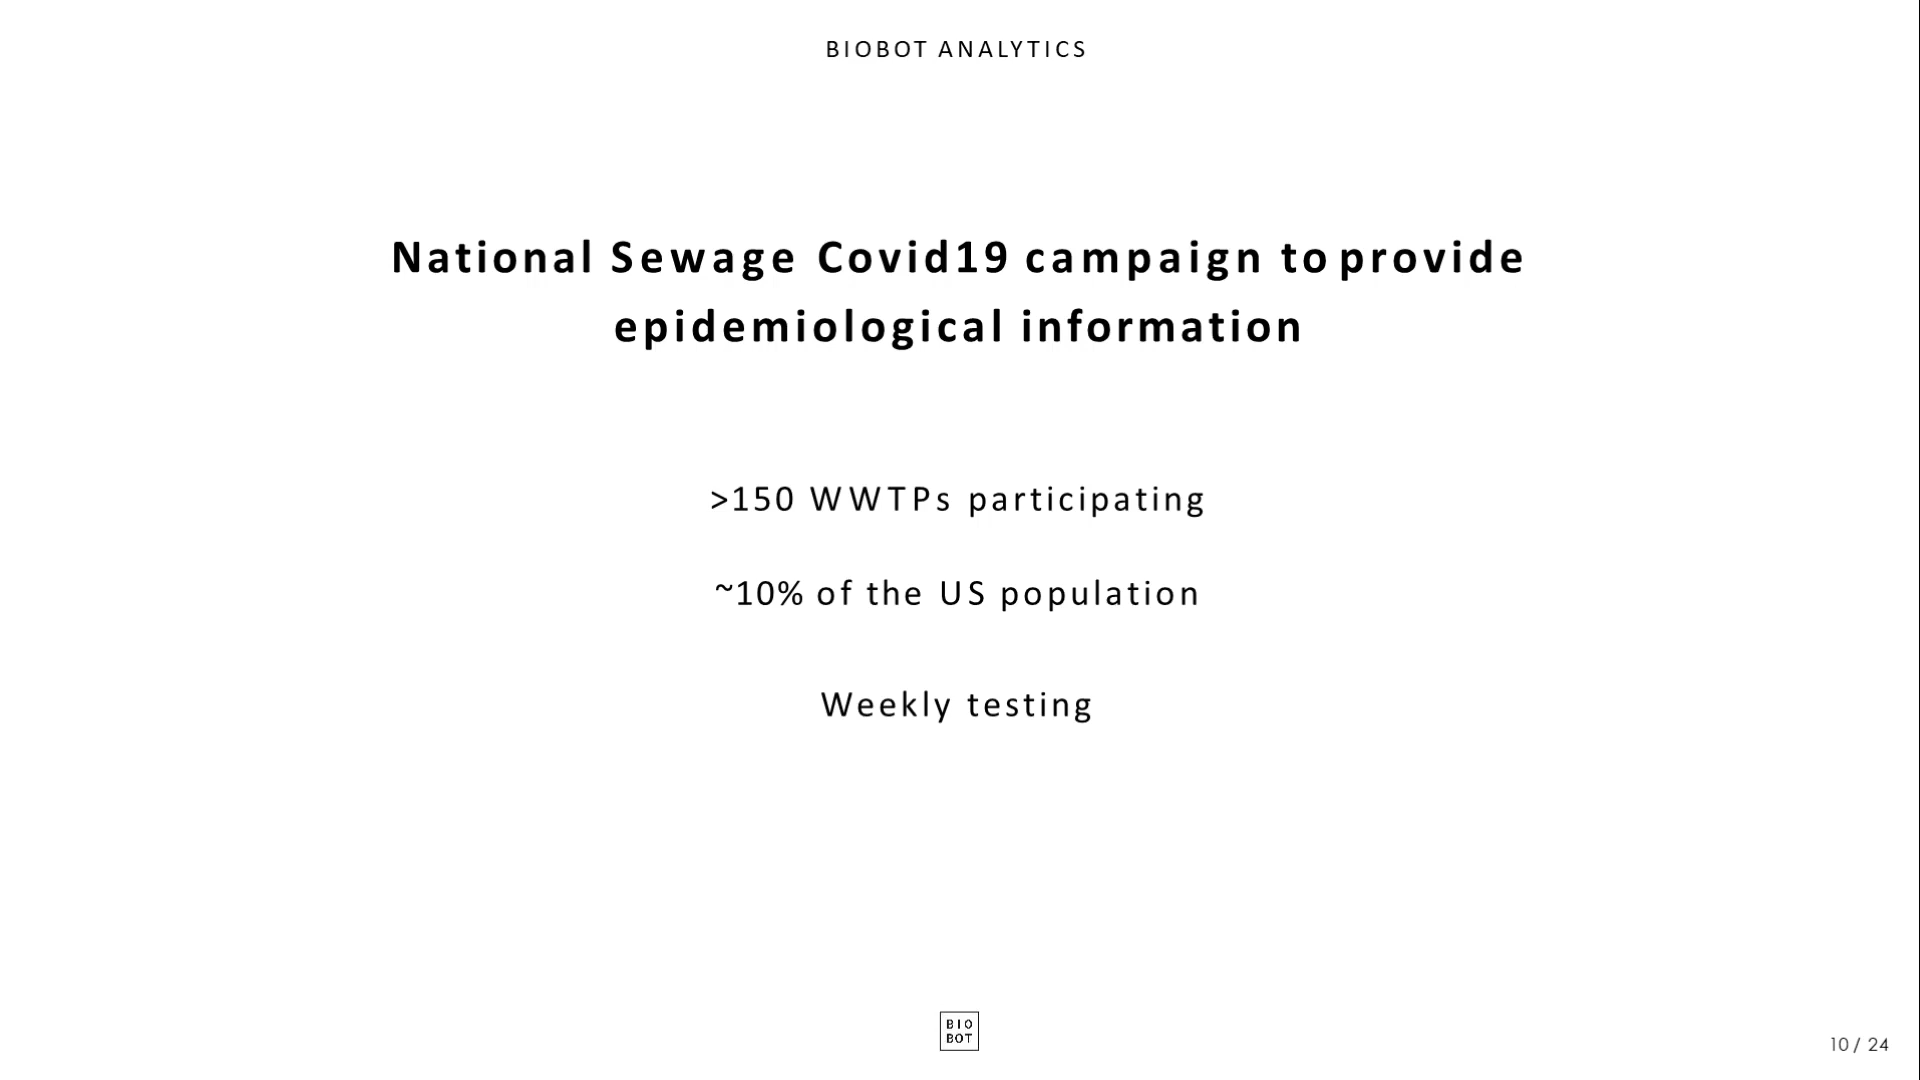 BIOBOT ANALYTICS
National Sewage Covid19 campaign to provide
epidemiological information
>150 WWTPs participating
~10% of the US population
Weekly testing
BIO
BOT
10 / 24